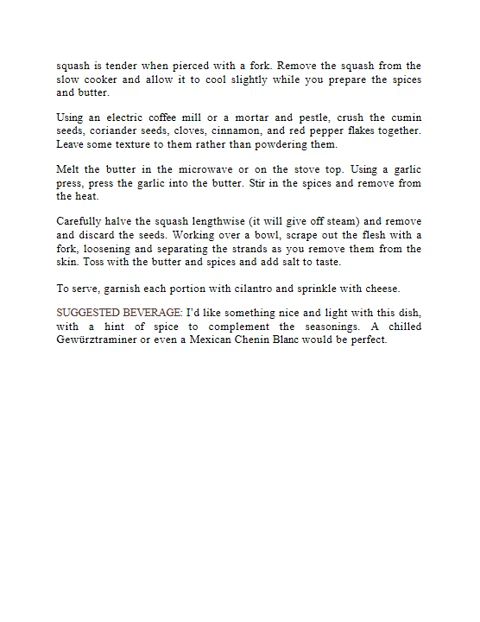 squash is tender when pierced with a fork. Remove the squash from the
slow cooker and allow it to cool slightly while you prepare the spices
and butter.
Using an electric coffee mill or a mortar and pestle, crush the cumin
seeds, coriander seeds, cloves, cinnamon, and red pepper flakes together.
Leave some texture to them rather than powdering them.
Melt the butter in the microwave or on the stove top. Using a garlic
press, press the garlic into the butter. Stir in the spices and remove from
the heat.
Carefully halve the squash lengthwise (it will give off steam) and remove
and discard the seeds. Working over a bowl, scrape out the flesh with a
fork, loosening and separating the strands as you remove them from the
skin. Toss with the butter and spices and add salt to taste.
To serve, garnish each portion with cilantro and sprinkle with cheese.
SUGGESTED BEVERAGE: I’d like something nice and light with this dish,
with a hint of spice to complement the seasonings. A chilled
Gewürztraminer or even a Mexican Chenin Blanc would be perfect.